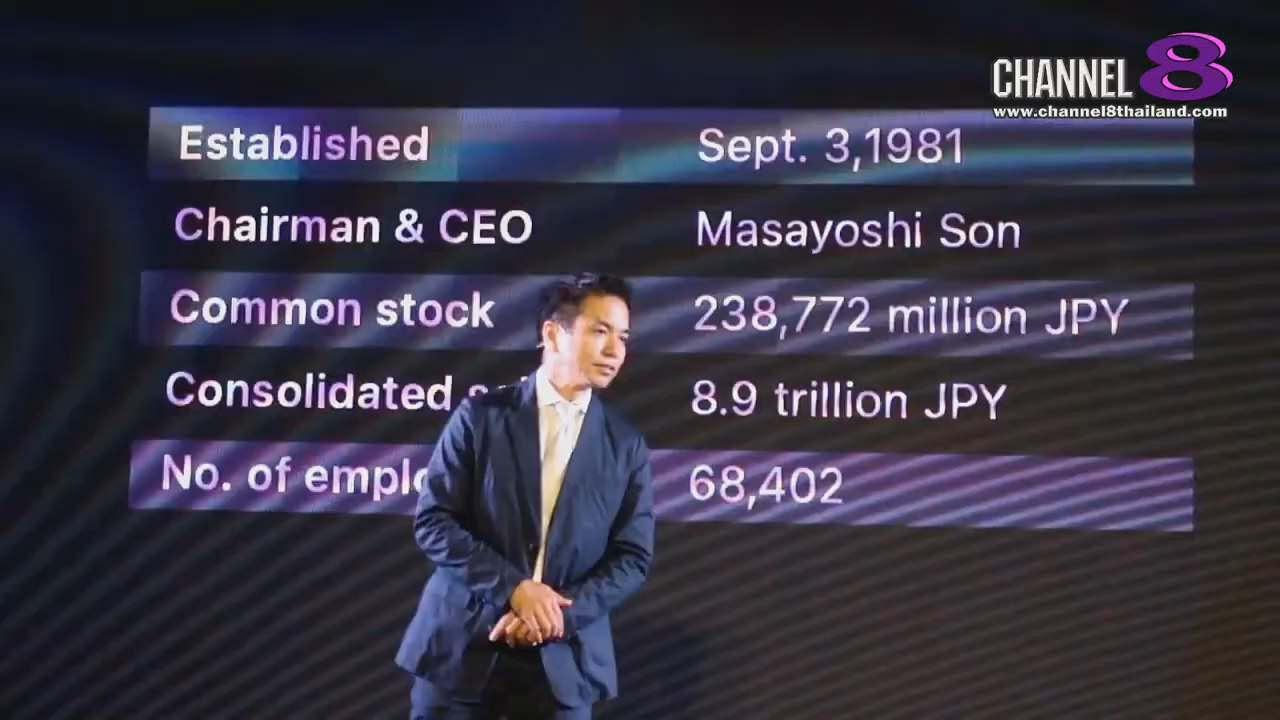 CHANNEL 8
www.channel8thailand.com
Established Sept. 3,1981
Chairman & CEO Masayoshi Son
Common stock 238,772 million JPY
Consolidated 8.9 trillion JPY
No. of 68,402